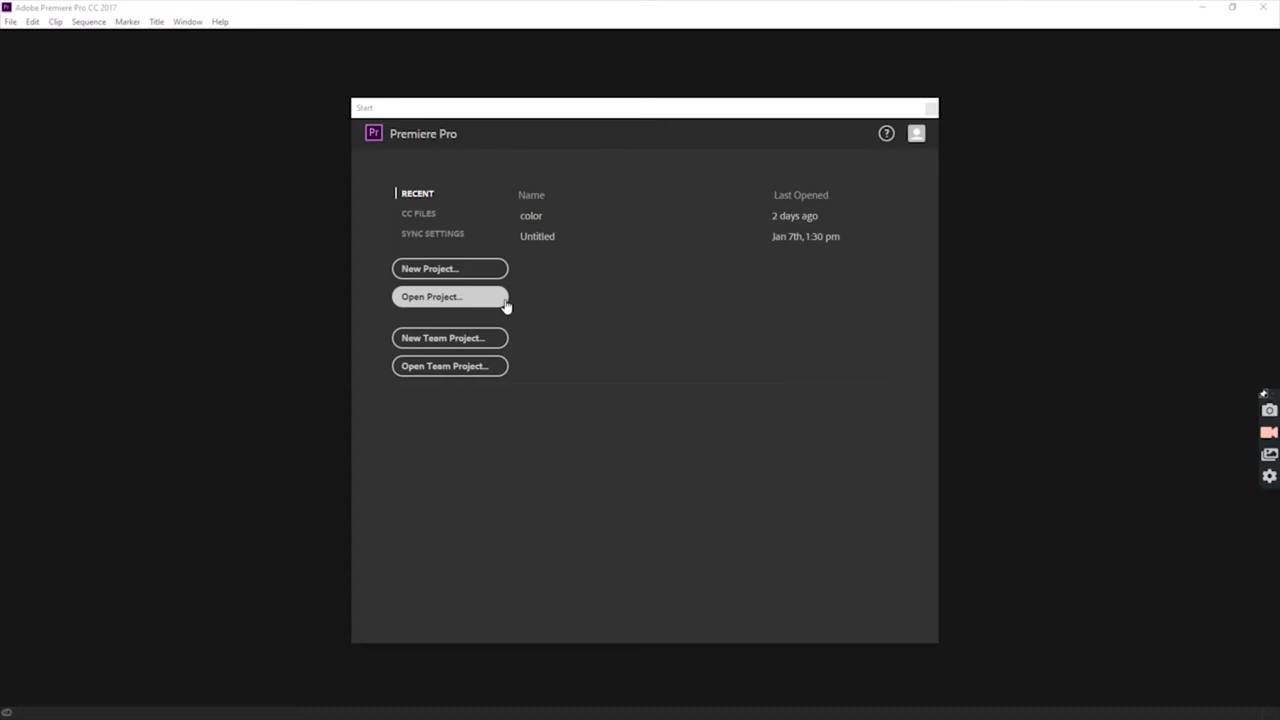 Adobe Premiere Pro CC 2017
File Edit Clip Sequence Marker Title Window Help
Start
Pr Premiere Pro ?
RECENT Name Last Opened
color 2 days ago
CC FILES
SYNC SETTINGS Untitled Jan 7th, 1:30 pm
New Project...
Open Project...
New Team Project...
Open Team Project...